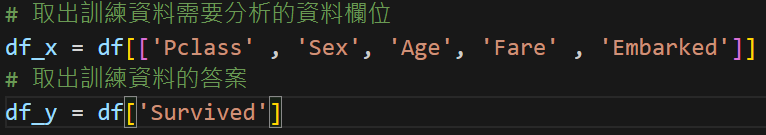 # 取出訓練資料需要分析的資料欄位
df_x = df[['Pclass' , 'Sex', 'Age', 'Fare' , 'Embarked']]
# 取出訓練資料的答案
df_y = df['Survived']